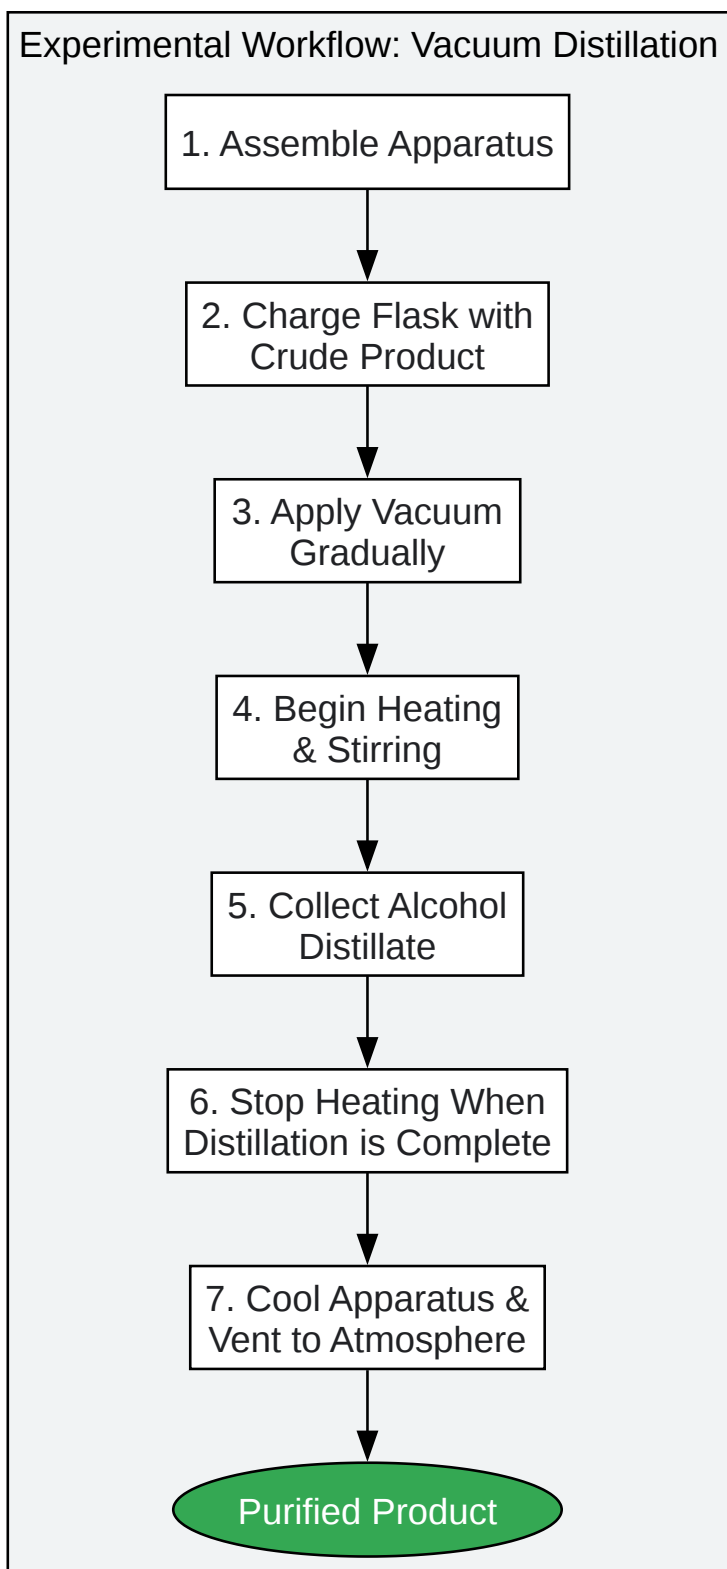 Experimental Workflow: Vacuum Distillation
1. Assemble Apparatus
2. Charge Flask with
Crude Product
3. Apply Vacuum
Gradually
4. Begin Heating
& Stirring
5. Collect Alcohol
Distillate
6. Stop Heating When
Distillation is Complete
7. Cool Apparatus &
Vent to Atmosphere
Purified Product